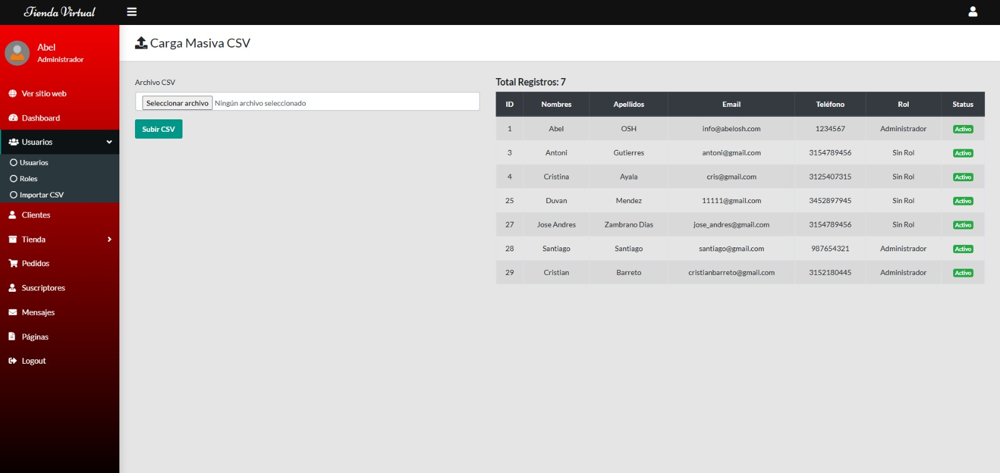 Tienda Virtual
Abel
Administrador
Ver sitio web
Dashboard
Usuarios
Usuarios
Roles
Importar CSV
Clientes
Tienda
Pedidos
Suscriptores
Mensajes
Páginas
Logout
Carga Masiva CSV
Archivo CSV
Seleccionar archivo Ningún archivo seleccionado
Subir CSV
Total Registros: 7
ID Nombres Apellidos Email Teléfono Rol Status
1 Abel OSH info@abelosh.com 1234567 Administrador Activo
3 Antoni Gutierres antoni@gmail.com 3154789456 Sin Rol Activo
4 Cristina Ayala cris@gmail.com 3125407315 Sin Rol Activo
25 Duvan Mendez 11111@gmail.com 3452897945 Sin Rol Activo
27 Jose Andres Zambrano Dias jose_andres@gmail.com 3154789456 Sin Rol Activo
28 Santiago Santiago santiago@gmail.com 987654321 Administrador Activo
29 Cristian Barreto cristianbarreto@gmail.com 3152180445 Administrador Activo